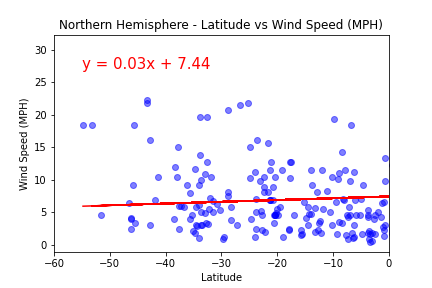 Northern Hemisphere - Latitude vs Wind Speed (MPH)
y = 0.03x + 7.44
Wind Speed (MPH)
30
25
20
15
10
5
0
−60 −50 −40 −30 −20 −10 0
Latitude